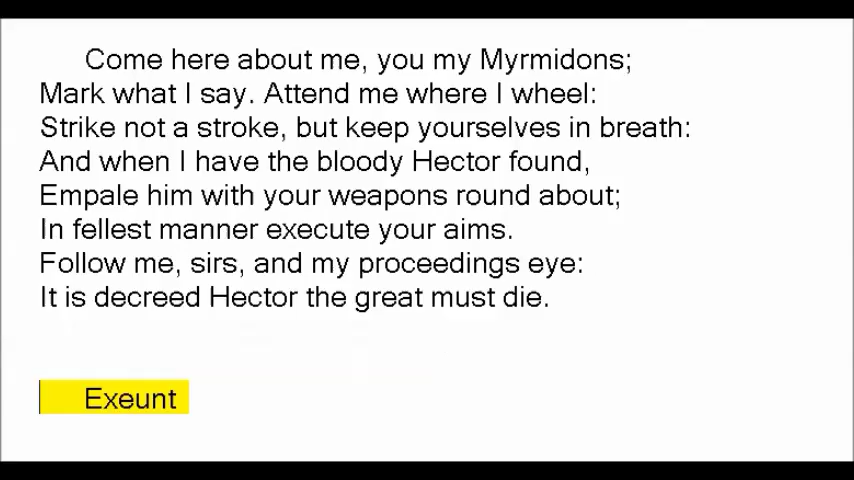 Come here about me, you my Myrmidons;
Mark what I say. Attend me where I wheel:
Strike not a stroke, but keep yourselves in breath:
And when I have the bloody Hector found,
Empale him with your weapons round about;
In fellest manner execute your aims.
Follow me, sirs, and my proceedings eye:
It is decreed Hector the great must die.
Exeunt